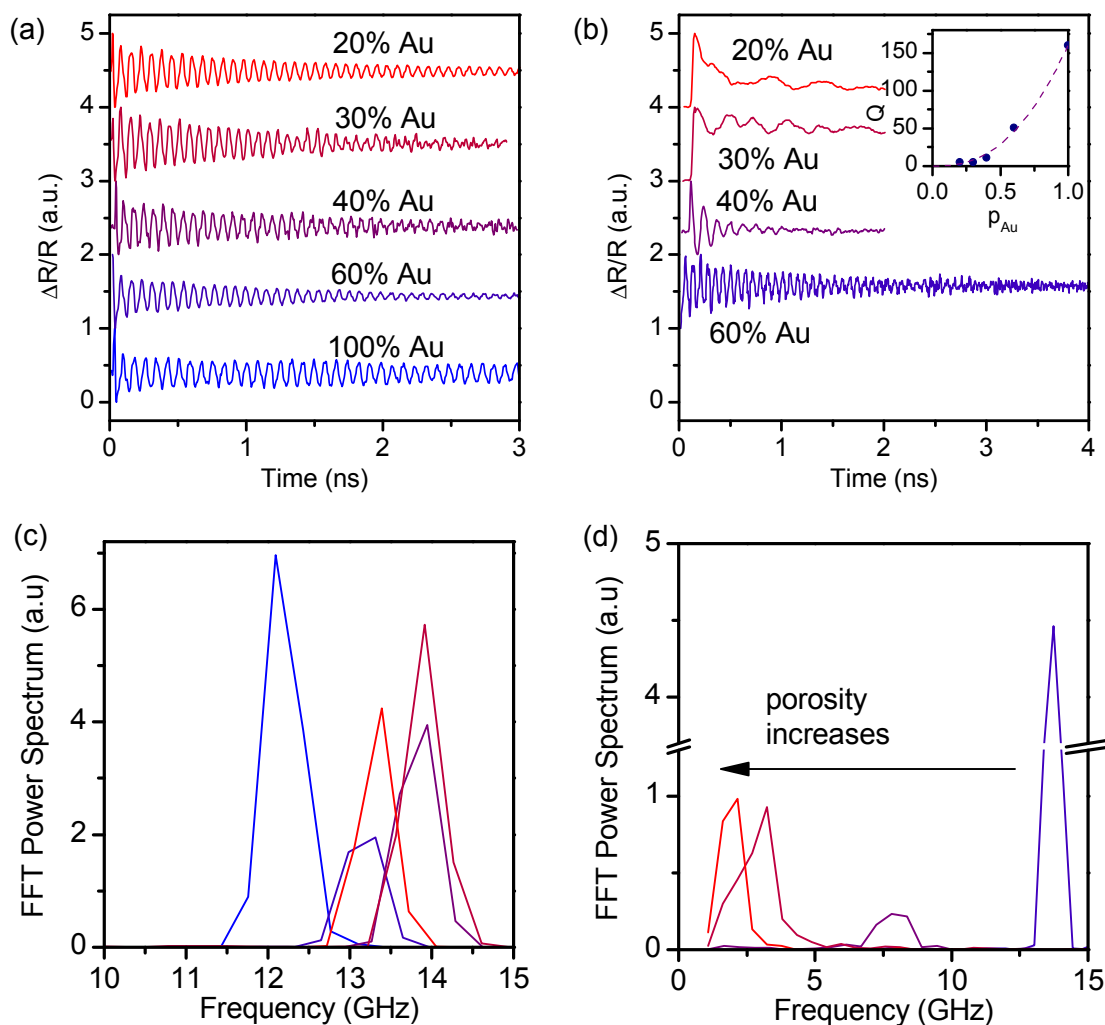 (a)
5
4
3
2
1
0
ΔR/R (a.u.)
20% Au
30% Au
40% Au
60% Au
100% Au
0
1
2
3
Time (ns)
(b)
5
4
3
2
1
0
ΔR/R (a.u.)
20% Au
30% Au
40% Au
60% Au
150
100
50
0
Q
0.0
0.5
1.0
pAu
0
1
2
3
4
Time (ns)
(c)
6
4
2
0
FFT Power Spectrum (a.u)
10
11
12
13
14
15
Frequency (GHz)
(d)
5
4
1
0
FFT Power Spectrum (a.u)
porosity
increases
0
5
10
15
Frequency (GHz)